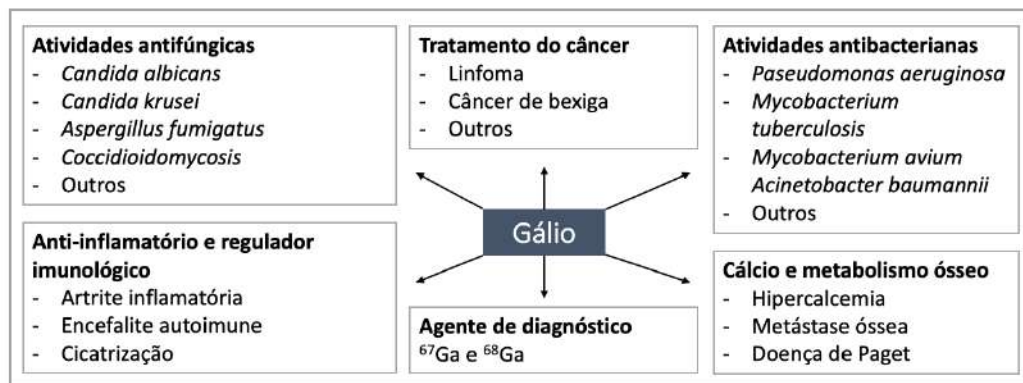 Atividades antifúngicas
- Candida albicans
- Candida krusei
- Aspergillus fumigatus
- Coccidioidomycosis
- Outros
Tratamento do câncer
- Linfoma
- Câncer de bexiga
- Outros
Atividades antibacterianas
- Paseudomonas aeruginosa
- Mycobacterium
tuberculosis
- Mycobacterium avium
Acinetobacter baumannii
- Outros
Gálio
Anti-inflamatório e regulador
imunológico
- Artrite inflamatória
- Encefalite autoimune
- Cicatrização
Agente de diagnóstico
⁶⁷Ga e ⁶⁸Ga
Cálcio e metabolismo ósseo
- Hipercalcemia
- Metástase óssea
- Doença de Paget